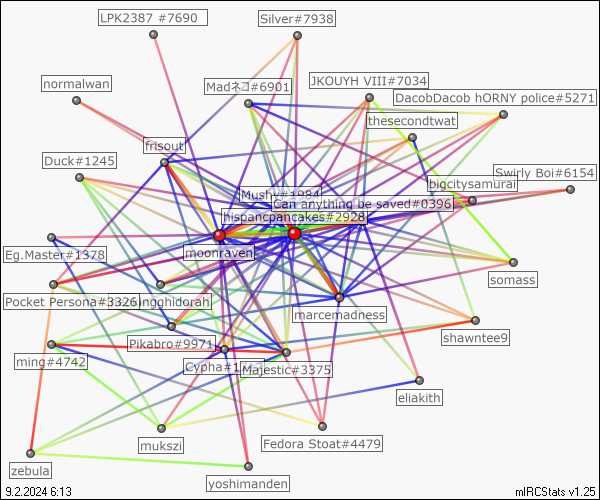 LPK2387 #7690
Silver#7938
normalwan
Madネコ#6901
JKOUYH VIII#7034
DacobDacob hORNY police#5271
thesecondtwat
frisout
Duck#1245
Swirly Boi#6154
bigcitysamurai
Mushy#1984
Can anything be saved#0396
hispancpancakes#2928
moonraven
Eg.Master#1378
somass
Pocket Persona#3326
kingghidorah
marcemadness
shawntee9
Pikabro#9971
ming#4742
Cypha#1
Majestic#3375
eliakith
mukszi
Fedora Stoat#4479
zebula
yoshimanden
9.2.2024 6:13
mIRCStats v1.25